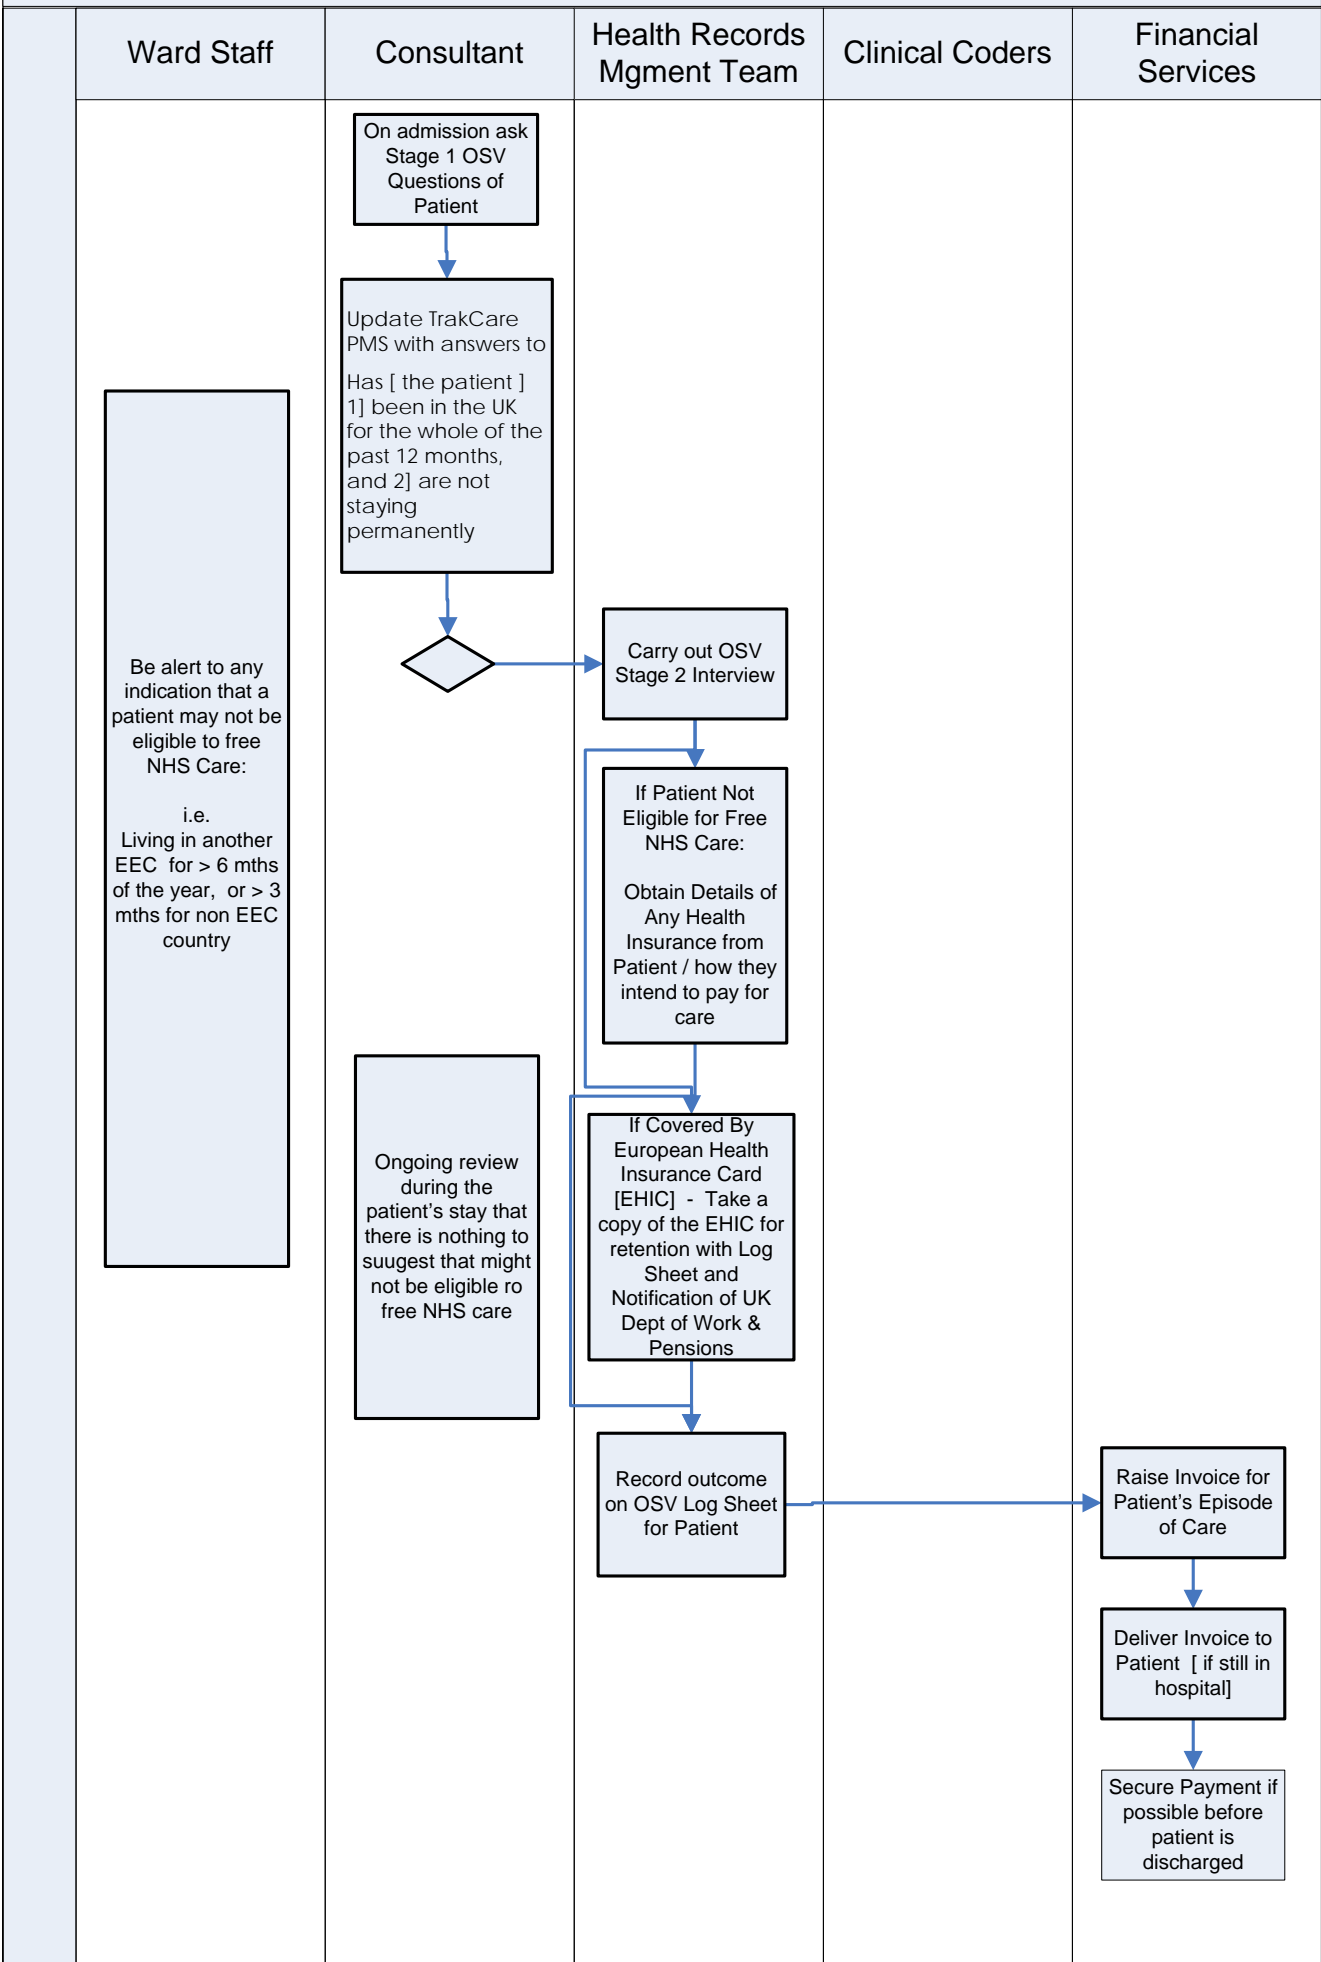 Ward Staff
Consultant
Health Records
Mgment Team
Clinical Coders
Financial
Services
On admission ask
Stage 1 OSV
Questions of
Patient
Update TrakCare
PMS with answers to
Has [ the patient ]
1] been in the UK
for the whole of the
past 12 months,
and 2] are not
staying
permanently
Be alert to any
indication that a
patient may not be
eligible to free
NHS Care:
i.e.
Living in another
EEC for > 6 mths
of the year, or > 3
mths for non EEC
country
Carry out OSV
Stage 2 Interview
If Patient Not
Eligible for Free
NHS Care:
Obtain Details of
Any Health
Insurance from
Patient / how they
intend to pay for
care
Ongoing review
during the
patient's stay that
there is nothing to
suugest that might
not be eligible ro
free NHS care
If Covered By
European Health
Insurance Card
[EHIC] - Take a
copy of the EHIC for
retention with Log
Sheet and
Notification of UK
Dept of Work &
Pensions
Record outcome
on OSV Log Sheet
for Patient
Raise Invoice for
Patient's Episode
of Care
Deliver Invoice to
Patient [ if still in
hospital]
Secure Payment if
possible before
patient is
discharged